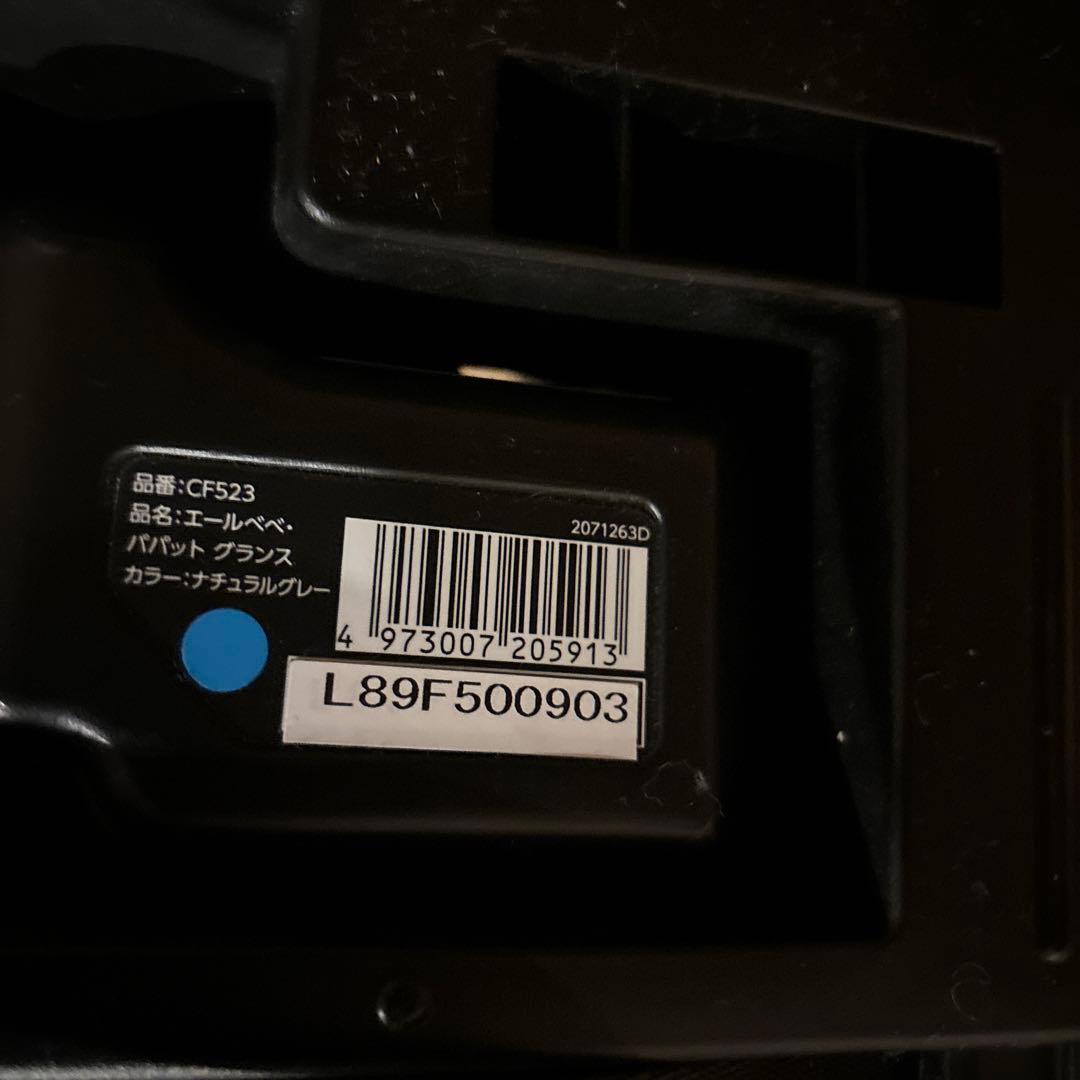 品番:CF523
品名:エールベベ・
パパット グランス
カラー:ナチュラルグレー
2071263D
4 973007 205913
L89F500903